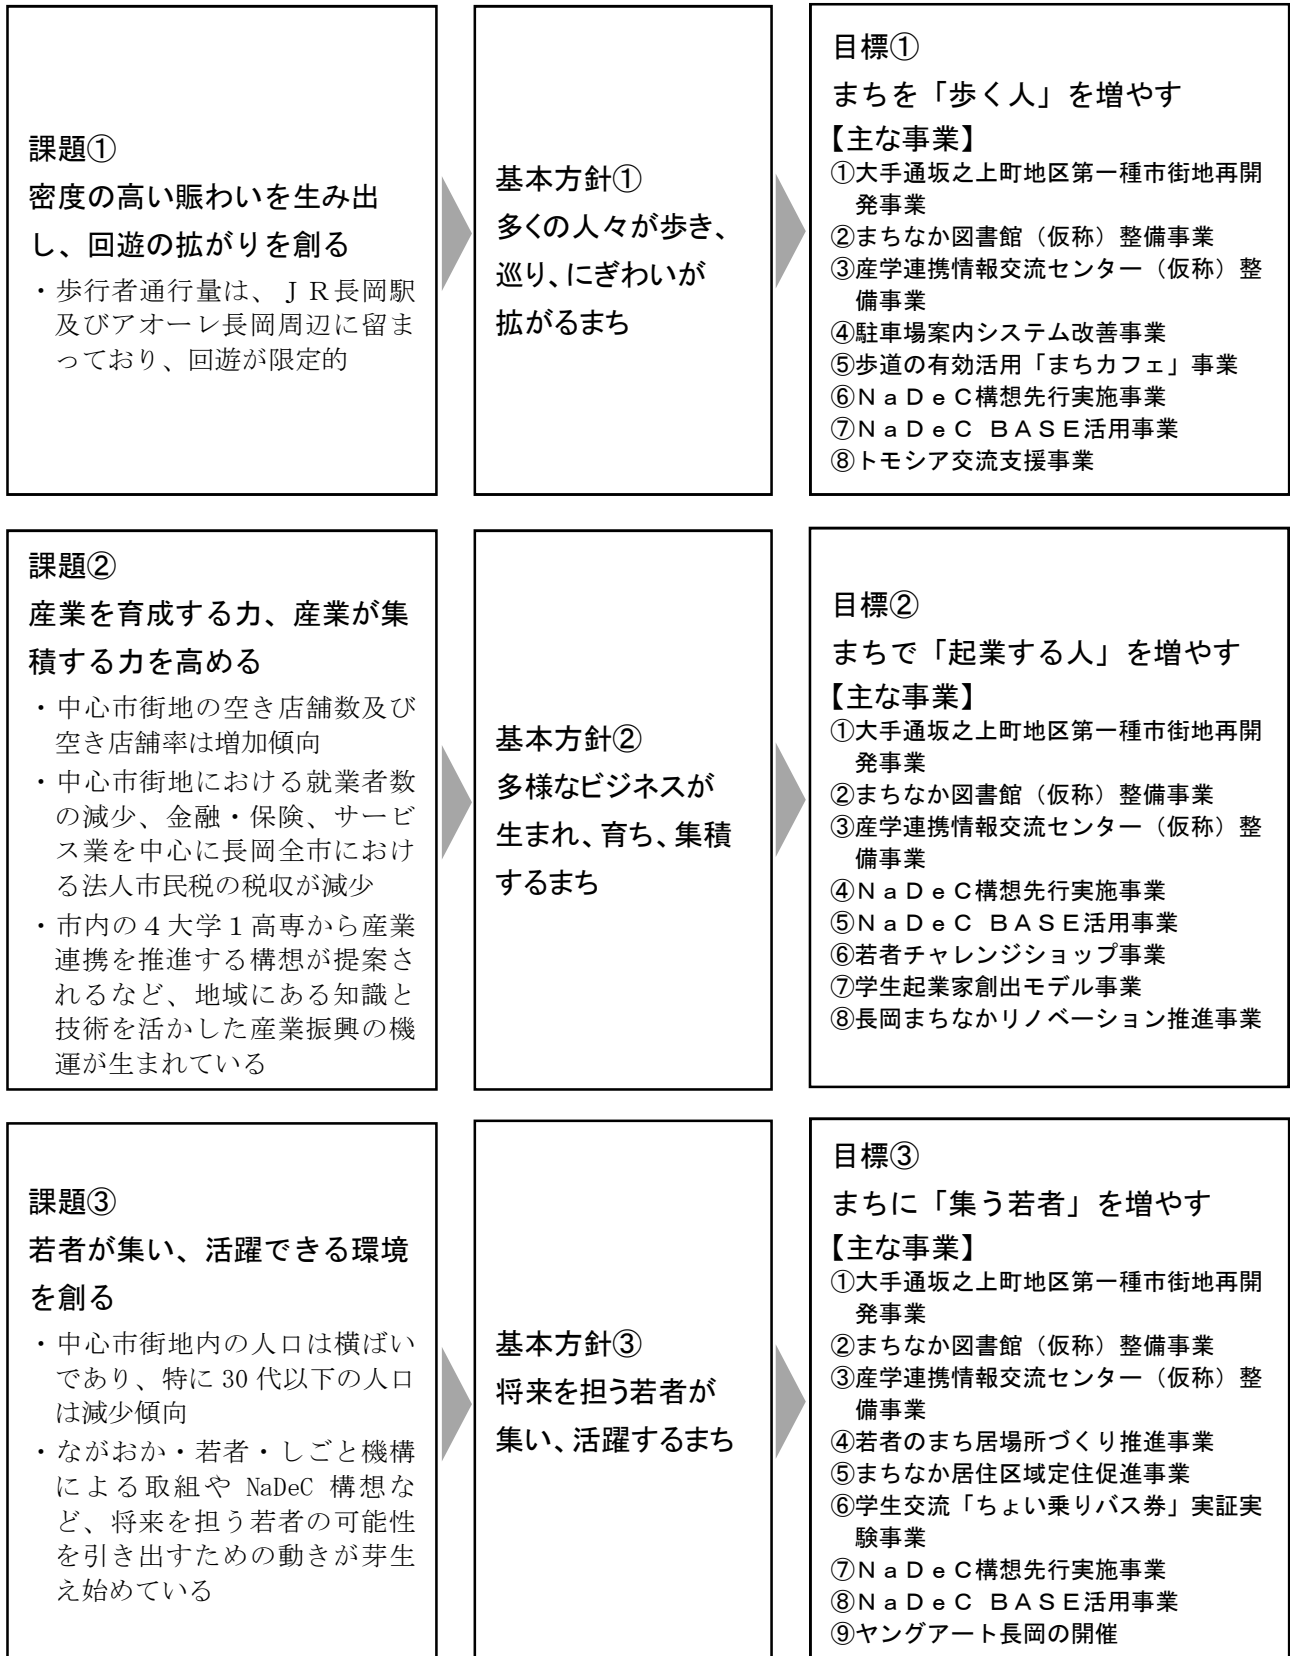 課題①
密度の高い賑わいを生み出
し、回遊の拡がりを創る
・歩行者通行量は、ＪＲ長岡駅
及びアオーレ長岡周辺に留ま
っており、回遊が限定的
基本方針①
多くの人々が歩き、
巡り、にぎわいが
拡がるまち
目標①
まちを「歩く人」を増やす
【主な事業】
①大手通坂之上町地区第一種市街地再開
発事業
②まちなか図書館（仮称）整備事業
③産学連携情報交流センター（仮称）整
備事業
④駐車場案内システム改善事業
⑤歩道の有効活用「まちカフェ」事業
⑥ＮａＤｅＣ構想先行実施事業
⑦ＮａＤｅＣ ＢＡＳＥ活用事業
⑧トモシア交流支援事業
課題②
産業を育成する力、産業が集
積する力を高める
・中心市街地の空き店舗数及び
空き店舗率は増加傾向
・中心市街地における就業者数
の減少、金融・保険、サービ
ス業を中心に長岡全市におけ
る法人市民税の税収が減少
・市内の４大学１高専から産業
連携を推進する構想が提案さ
れるなど、地域にある知識と
技術を活かした産業振興の機
運が生まれている
基本方針②
多様なビジネスが
生まれ、育ち、集積
するまち
目標②
まちで「起業する人」を増やす
【主な事業】
①大手通坂之上町地区第一種市街地再開
発事業
②まちなか図書館（仮称）整備事業
③産学連携情報交流センター（仮称）整
備事業
④ＮａＤｅＣ構想先行実施事業
⑤ＮａＤｅＣ ＢＡＳＥ活用事業
⑥若者チャレンジショップ事業
⑦学生起業家創出モデル事業
⑧長岡まちなかリノベーション推進事業
課題③
若者が集い、活躍できる環境
を創る
・中心市街地内の人口は横ばい
であり、特に 30 代以下の人口
は減少傾向
・ながおか・若者・しごと機構
による取組や NaDeC 構想な
ど、将来を担う若者の可能性
を引き出すための動きが芽生
え始めている
基本方針③
将来を担う若者が
集い、活躍するまち
目標③
まちに「集う若者」を増やす
【主な事業】
①大手通坂之上町地区第一種市街地再開
発事業
②まちなか図書館（仮称）整備事業
③産学連携情報交流センター（仮称）整
備事業
④若者のまち居場所づくり推進事業
⑤まちなか居住区域定住促進事業
⑥学生交流「ちょい乗りバス券」実証実
験事業
⑦ＮａＤｅＣ構想先行実施事業
⑧ＮａＤｅＣ ＢＡＳＥ活用事業
⑨ヤングアート長岡の開催